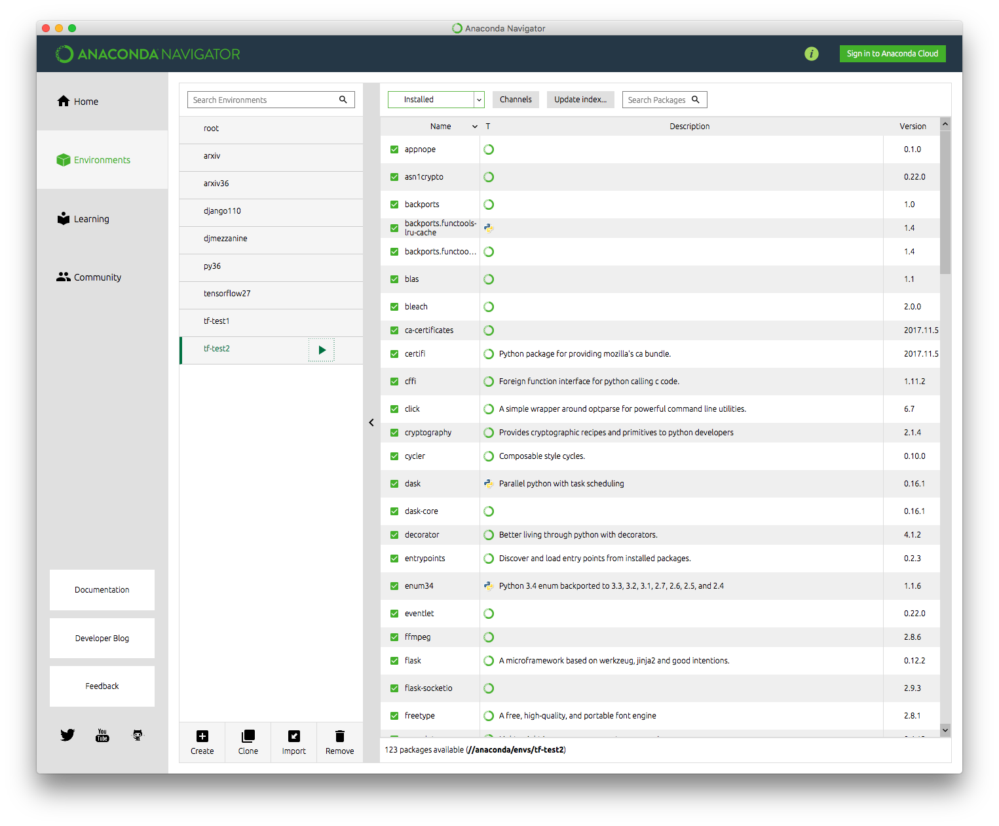 Anaconda Navigator
ANACONDA NAVIGATOR
i
Sign in to Anaconda Cloud
Home
Environments
Learning
Community
Documentation
Developer Blog
Feedback
You
Tube
Search Environments
root
arxiv
arxiv36
django110
djmezzanine
py36
tensorflow27
tf-test1
tf-test2
Create
Clone
Import
Remove
Installed
Channels
Update index...
Search Packages
Name T Description Version
appnope 0.1.0
asn1crypto 0.22.0
backports 1.0
backports.functools-
lru-cache 1.4
backports.functoo... 1.4
blas 1.1
bleach 2.0.0
ca-certificates 2017.11.5
certifi Python package for providing mozilla's ca bundle. 2017.11.5
cffi Foreign function interface for python calling c code. 1.11.2
click A simple wrapper around optparse for powerful command line utilities. 6.7
cryptography Provides cryptographic recipes and primitives to python developers 2.1.4
cycler Composable style cycles. 0.10.0
dask Parallel python with task scheduling 0.16.1
dask-core 0.16.1
decorator Better living through python with decorators. 4.1.2
entrypoints Discover and load entry points from installed packages. 0.2.3
enum34 Python 3.4 enum backported to 3.3, 3.2, 3.1, 2.7, 2.6, 2.5, and 2.4 1.1.6
eventlet 0.22.0
ffmpeg 2.8.6
flask A microframework based on werkzeug, jinja2 and good intentions. 0.12.2
flask-socketio 2.9.3
freetype A free, high-quality, and portable font engine 2.8.1
123 packages available (//anaconda/envs/tf-test2)